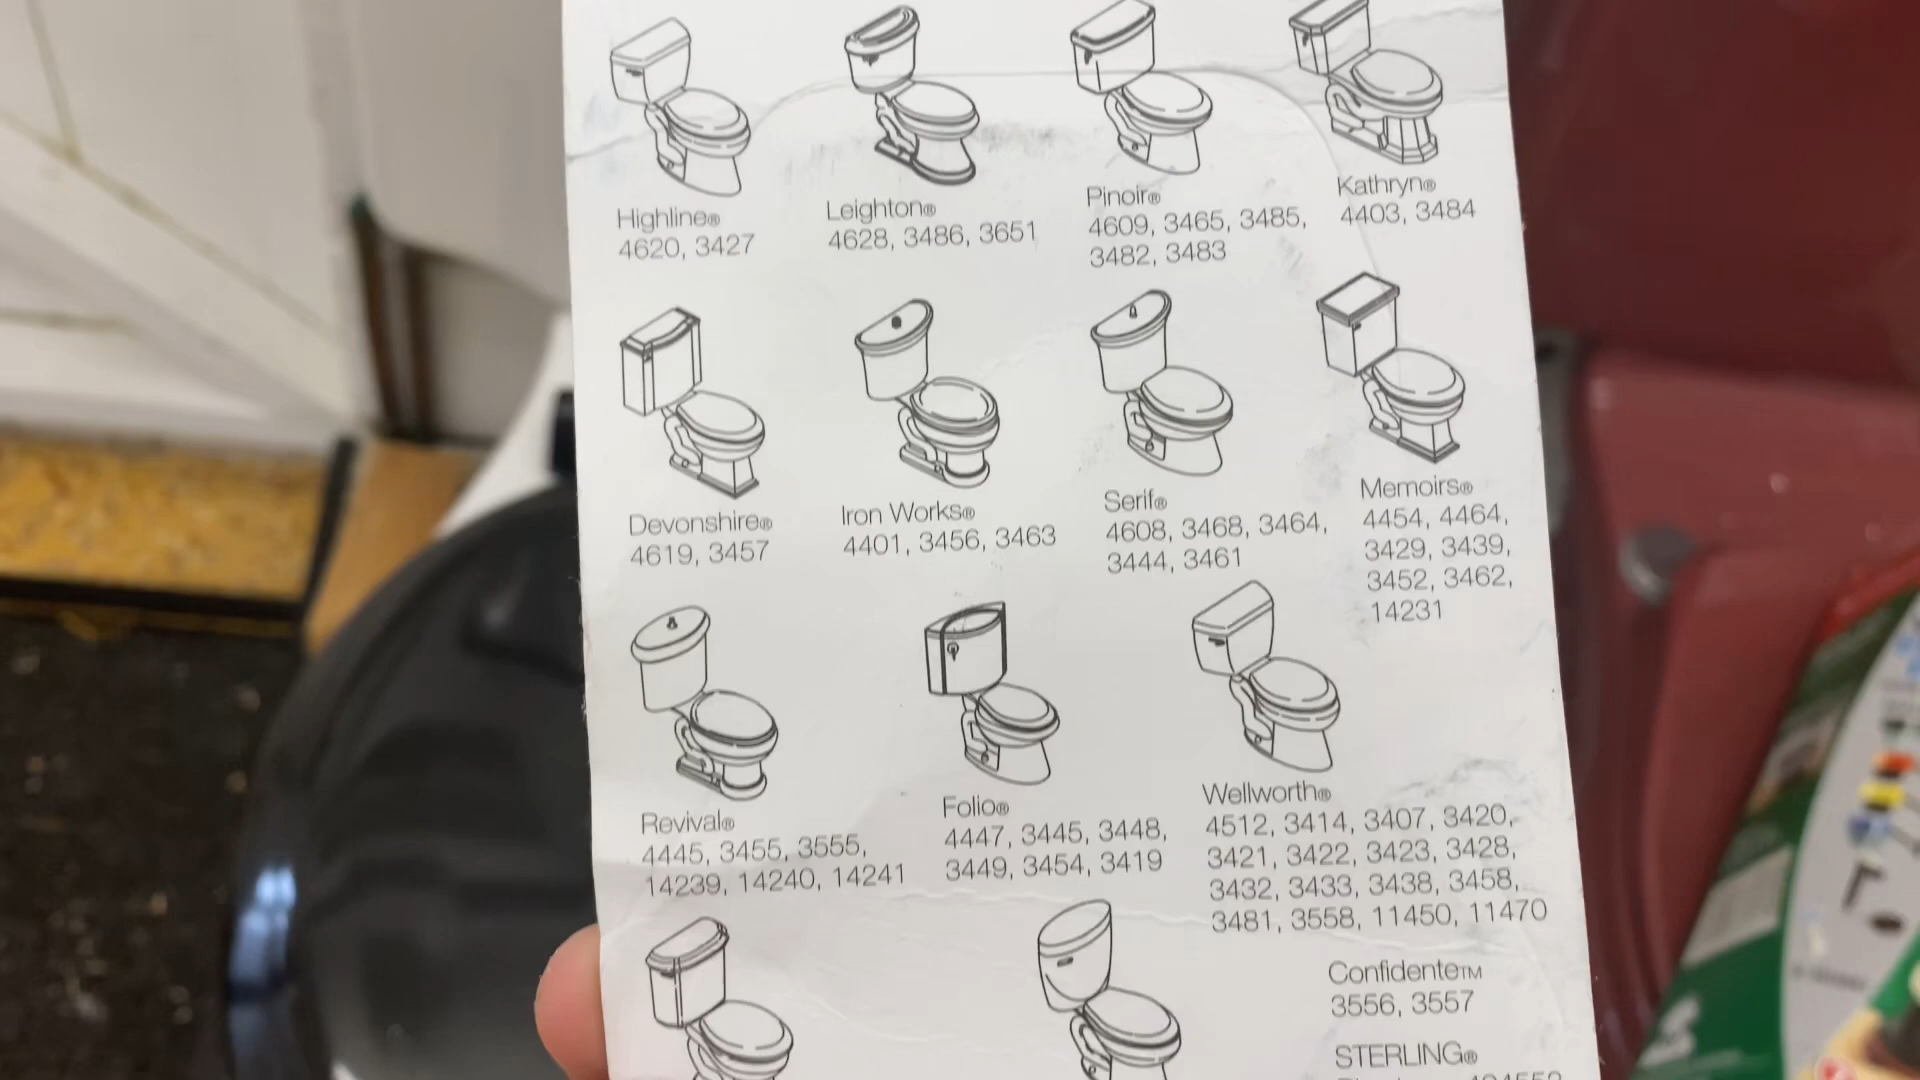 Highline®
4620, 3427
Leighton®
4628, 3486, 3651
Pinoir®
4609, 3465, 3485,
3482, 3483
Kathryn®
4403, 3484
Devonshire®
4619, 3457
Iron Works®
4401, 3456, 3463
Serif®
4608, 3468, 3464,
3444, 3461
Memoirs®
4454, 4464,
3429, 3439,
3452, 3462,
14231
Revival®
4445, 3455, 3555,
14239, 14240, 14241
Folio®
4447, 3445, 3448,
3449, 3454, 3419
Wellworth®
4512, 3414, 3407, 3420,
3421, 3422, 3423, 3428,
3432, 3433, 3438, 3458,
3481, 3558, 11450, 11470
Confidente™
3556, 3557
STERLING®